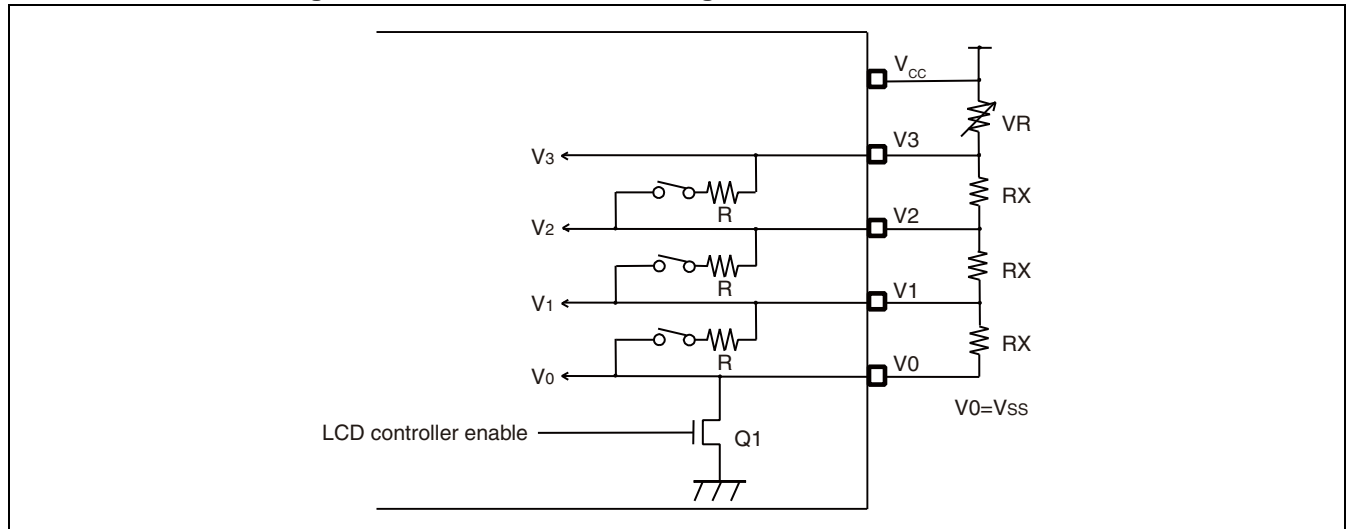 VCC
VR
V3
V3
RX
R
V2
V2
RX
R
V1
V1
RX
R
V0
V0
V0=VSS
LCD controller enable
Q1